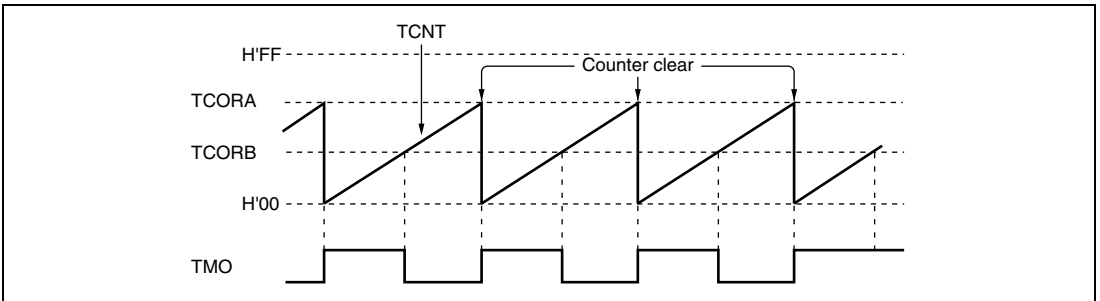 TCNT
H'FF
Counter clear
TCORA
TCORB
H'00
TMO